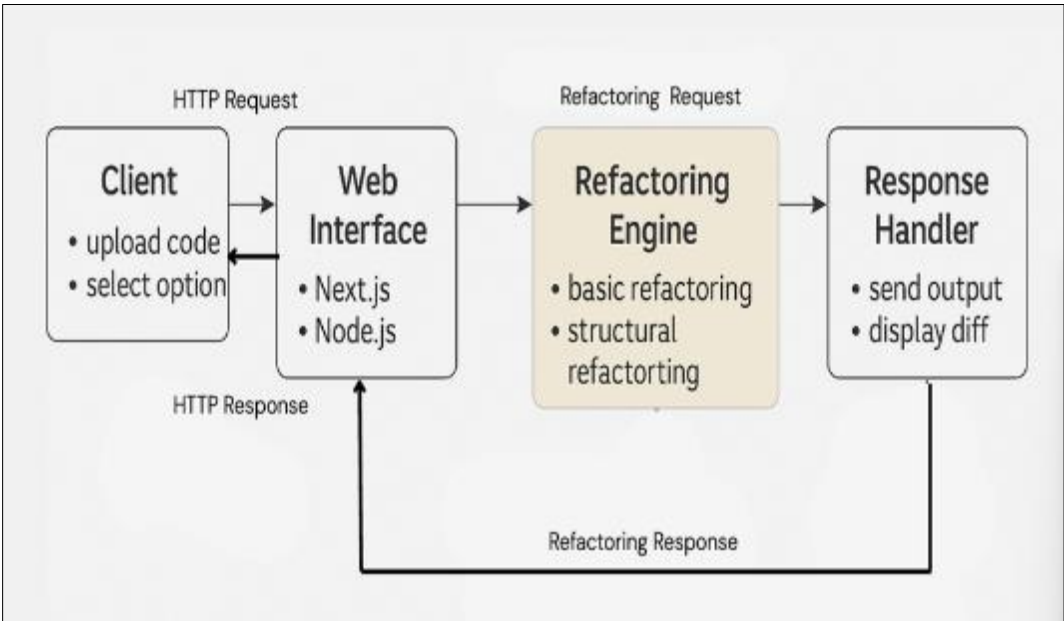 HTTP Request
Refactoring Request
Client
• upload code
• select option
Web
Interface
• Next.js
• Node.js
Refactoring
Engine
• basic refactoring
• structural
refactorting
Response
Handler
• send output
• display diff
HTTP Response
Refactoring Response